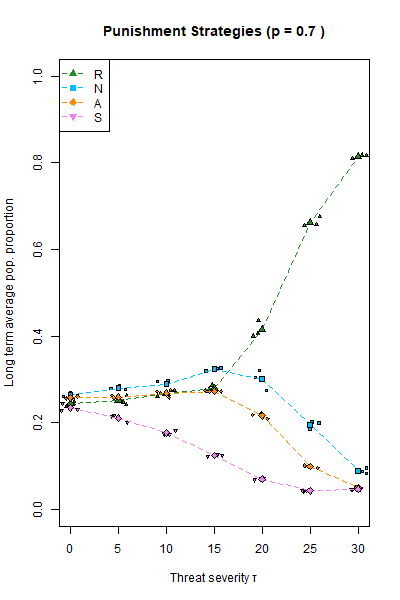 Punishment Strategies (p = 0.7 )
R
N
A
S
Long term average pop. proportion
1.0
0.8
0.6
0.4
0.2
0.0
0 5 10 15 20 25 30
Threat severity τ